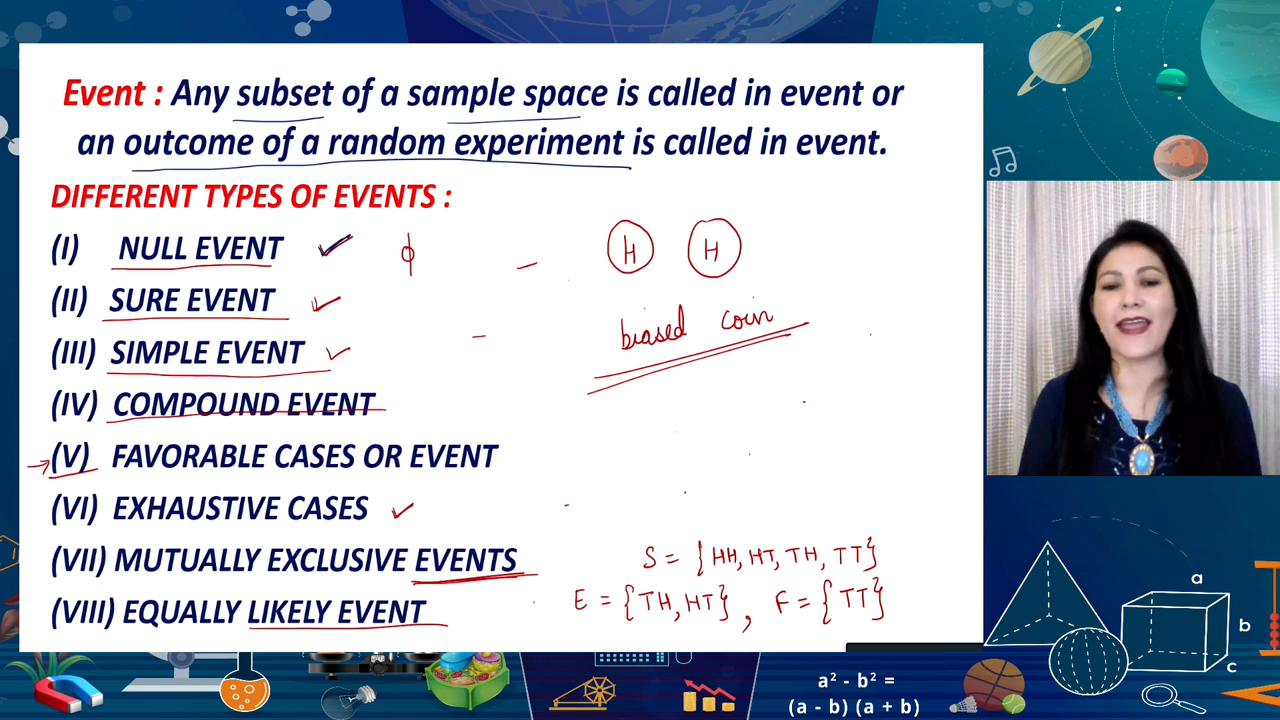 Event : Any subset of a sample space is called in event or
an outcome of a random experiment is called in event.
DIFFERENT TYPES OF EVENTS :
(I) NULL EVENT ϕ H H
(II) SURE EVENT biased coin
(III) SIMPLE EVENT
(IV) COMPOUND EVENT
(V) FAVORABLE CASES OR EVENT
(VI) EXHAUSTIVE CASES
(VII) MUTUALLY EXCLUSIVE EVENTS S = {HH, HT, TH, TT}
(VIII) EQUALLY LIKELY EVENT E = {TH, HT}, F = {TT}
a
b
c
a² - b² =
(a - b) (a + b)